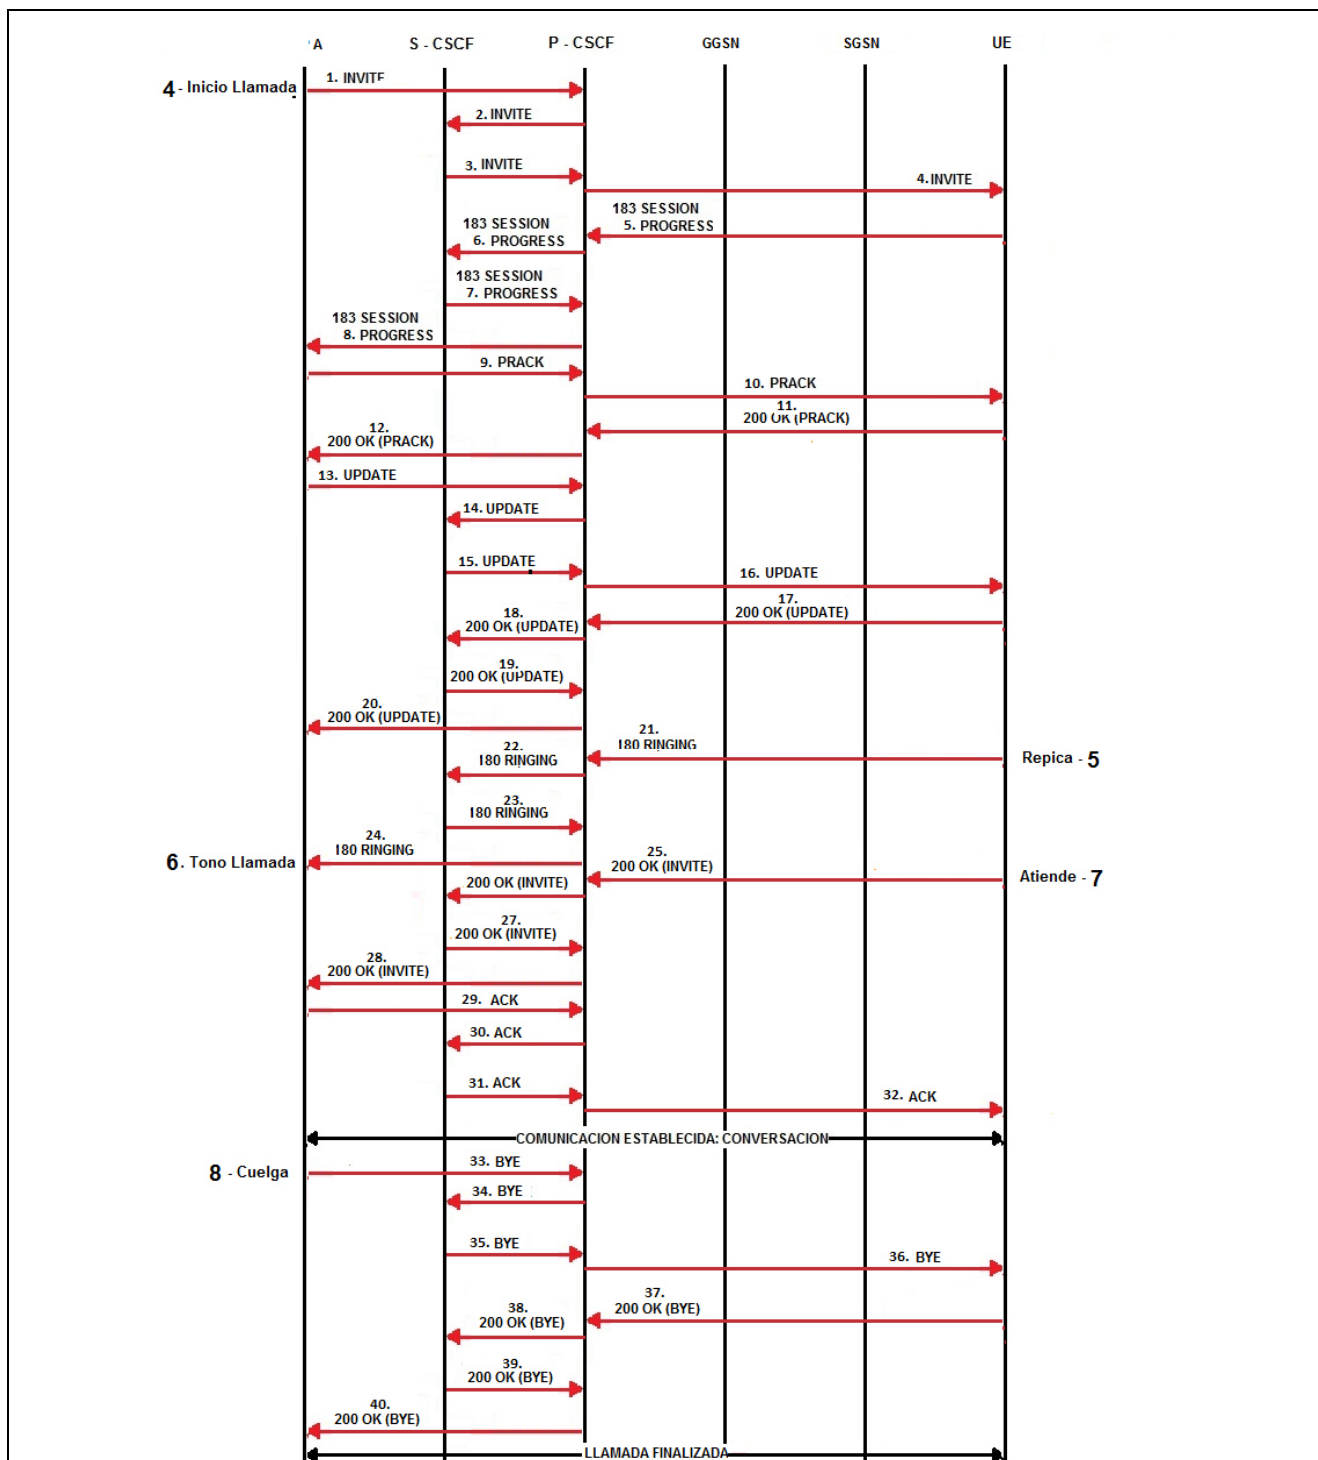 A S - CSCF P - CSCF GGSN SGSN UE
4 - Inicio Llamada
1. INVITE
2. INVITE
3. INVITE
4. INVITE
183 SESSION
5. PROGRESS
183 SESSION
6. PROGRESS
183 SESSION
7. PROGRESS
183 SESSION
8. PROGRESS
9. PRACK
10. PRACK
11.
200 OK (PRACK)
12.
200 OK (PRACK)
13. UPDATE
14. UPDATE
15. UPDATE
16. UPDATE
17.
200 OK (UPDATE)
18.
200 OK (UPDATE)
19.
200 OK (UPDATE)
20.
200 OK (UPDATE)
21.
180 RINGING
Repica - 5
22.
180 RINGING
23.
180 RINGING
24.
180 RINGING
6. Tono Llamada
25.
200 OK (INVITE)
Atiende - 7
200 OK (INVITE)
27.
200 OK (INVITE)
28.
200 OK (INVITE)
29. ACK
30. ACK
31. ACK
32. ACK
COMUNICACION ESTABLECIDA: CONVERSACION
8 - Cuelga
33. BYE
34. BYE
35. BYE
36. BYE
37.
200 OK (BYE)
38.
200 OK (BYE)
39.
200 OK (BYE)
40.
200 OK (BYE)
LLAMADA FINALIZADA